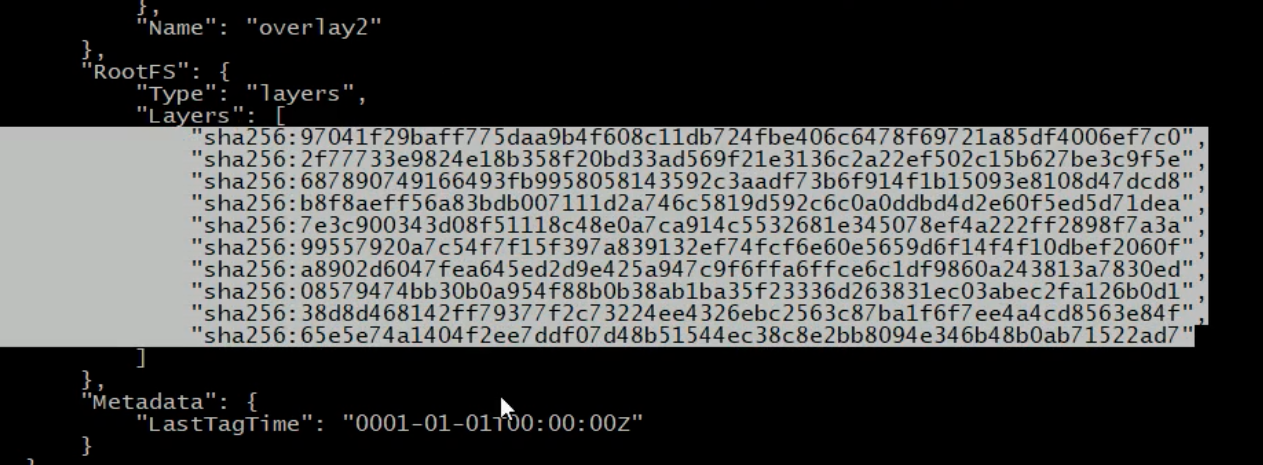 },
"Name": "overlay2"
},
"RootFS": {
"Type": "layers",
"Layers": [
"sha256:97041f29baff775daa9b4f608c11db724fbe406c6478f69721a85df4006ef7c0",
"sha256:2f77733e9824e18b358f20bd33ad569f21e3136c2a22ef502c15b627be3c9f5e",
"sha256:687890749166493fb9958058143592c3aadf73b6f914f1b15093e8108d47dcd8",
"sha256:b8f8aeff56a83bdb007111d2a746c5819d592c6c0a0ddbd4d2e60f5ed5d71dea",
"sha256:7e3c900343d08f51118c48e0a7ca914c5532681e345078ef4a222ff2898f7a3a",
"sha256:99557920a7c54f7f15f397a839132ef74fcf6e60e5659d6f14f4f10dbef2060f",
"sha256:a8902d6047fea645ed2d9e425a947c9f6ffa6ffce6c1df9860a243813a7830ed",
"sha256:08579474bb30b0a954f88b0b38ab1ba35f23336d263831ec03abec2fa126b0d1",
"sha256:38d8d468142ff79377f2c73224ee4326ebc2563c87ba1f6f7ee4a4cd8563e84f",
"sha256:65e5e74a1404f2ee7ddf07d48b51544ec38c8e2bb8094e346b48b0ab71522ad7"
]
},
"Metadata": {
"LastTagTime": "0001-01-01T00:00:00Z"
}